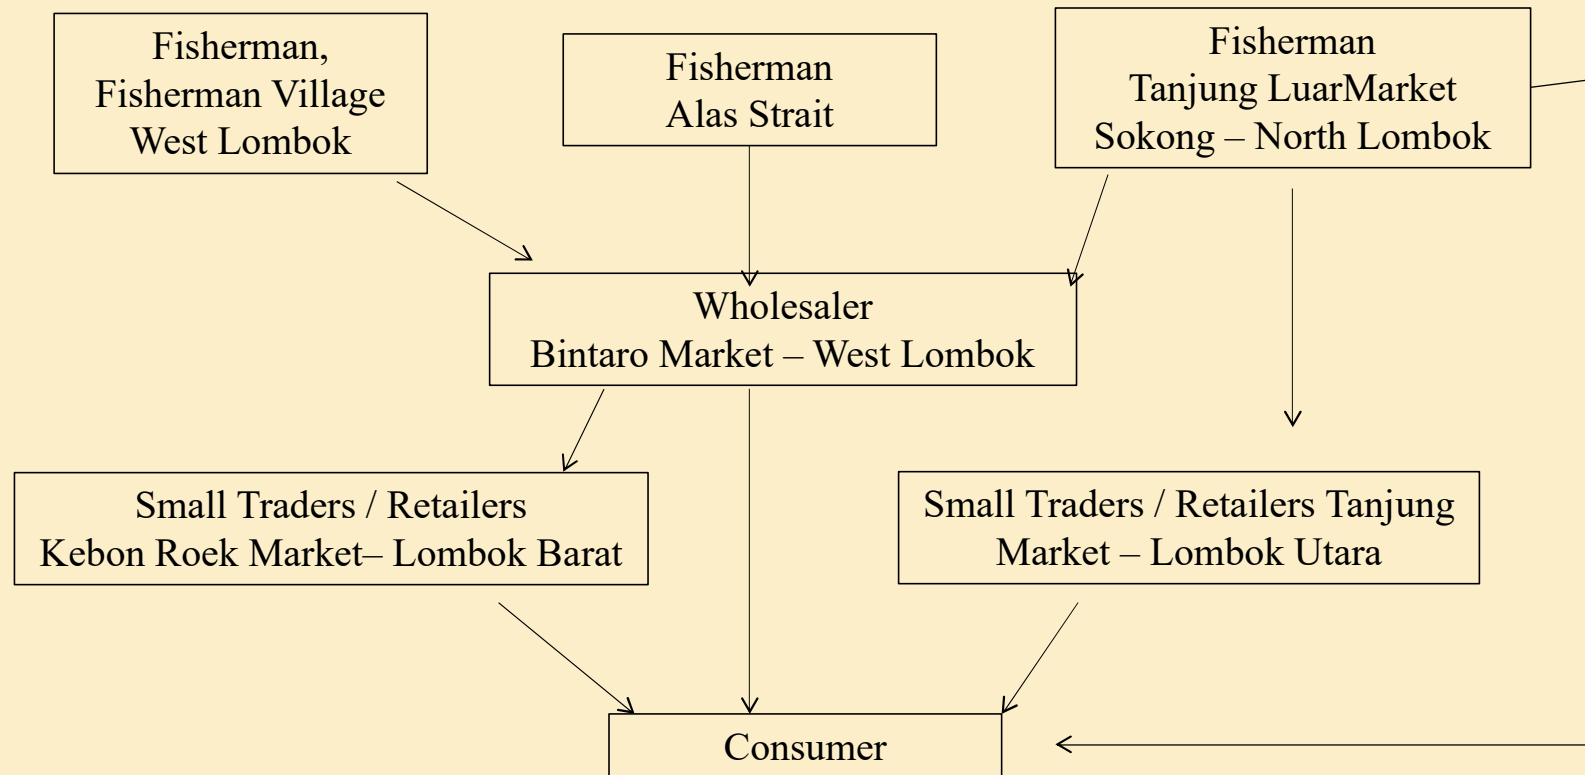 Fisherman,
Fisherman Village
West Lombok
Fisherman
Alas Strait
Fisherman
Tanjung LuarMarket
Sokong – North Lombok
Wholesaler
Bintaro Market – West Lombok
Small Traders / Retailers
Kebon Roek Market– Lombok Barat
Small Traders / Retailers Tanjung
Market – Lombok Utara
Consumer